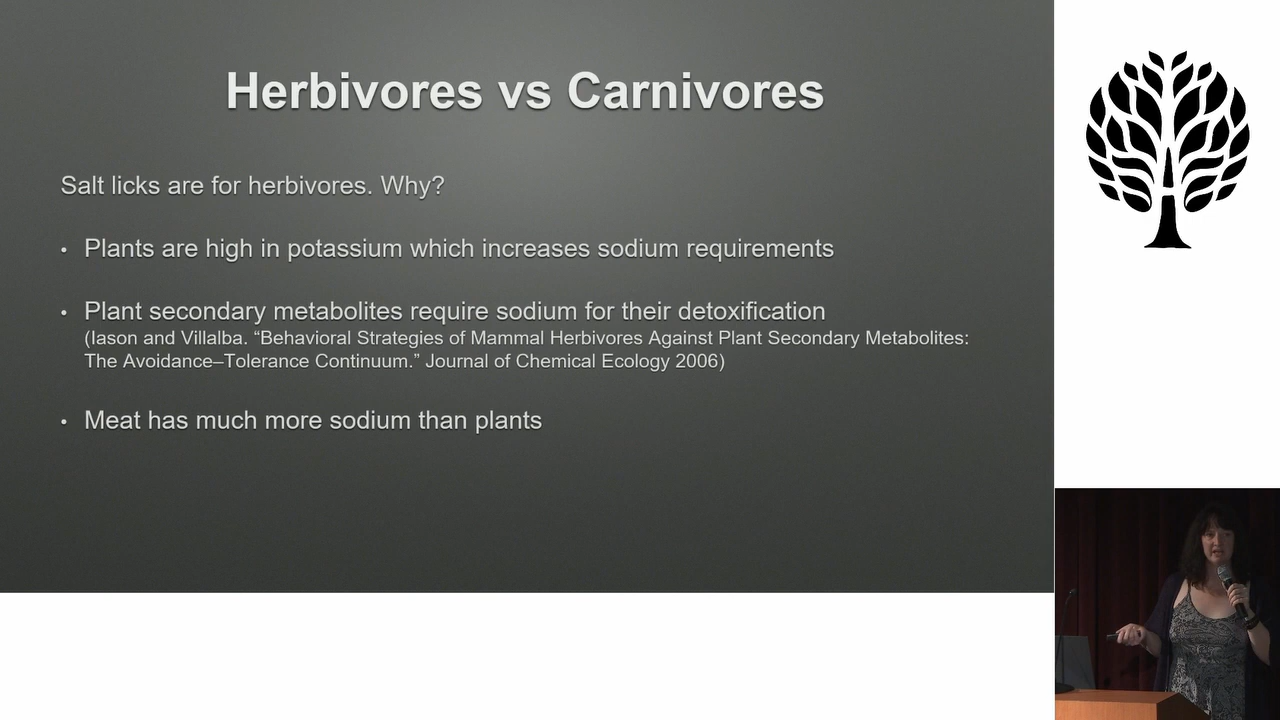 Herbivores vs Carnivores
Salt licks are for herbivores. Why?
• Plants are high in potassium which increases sodium requirements
• Plant secondary metabolites require sodium for their detoxification
(Iason and Villalba. “Behavioral Strategies of Mammal Herbivores Against Plant Secondary Metabolites:
The Avoidance–Tolerance Continuum.” Journal of Chemical Ecology 2006)
• Meat has much more sodium than plants